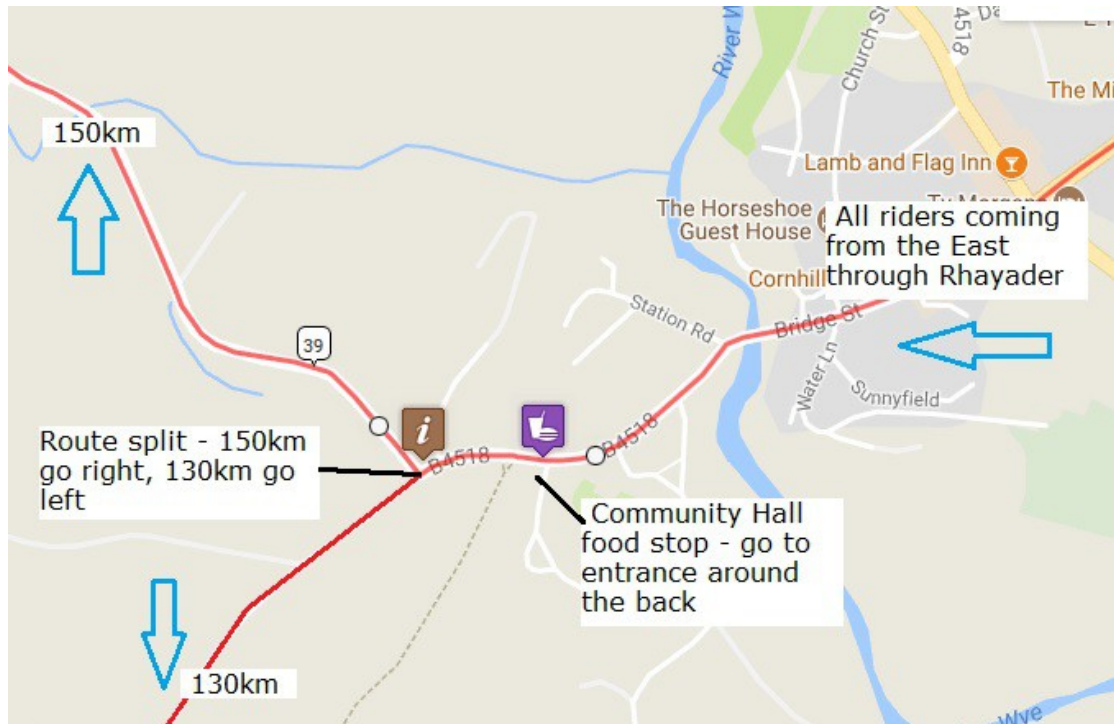 River W
Church St
4518
The Mi
150km
Lamb and Flag Inn
The Horseshoe
Guest House
All riders coming
from the East
through Rhayader
Cornhill
Station Rd
Bridge St
Water Ln
Sunnyfield
39
i
B4518
B4518
Route split - 150km
go right, 130km go
left
Community Hall
food stop - go to
entrance around
the back
130km
Wye